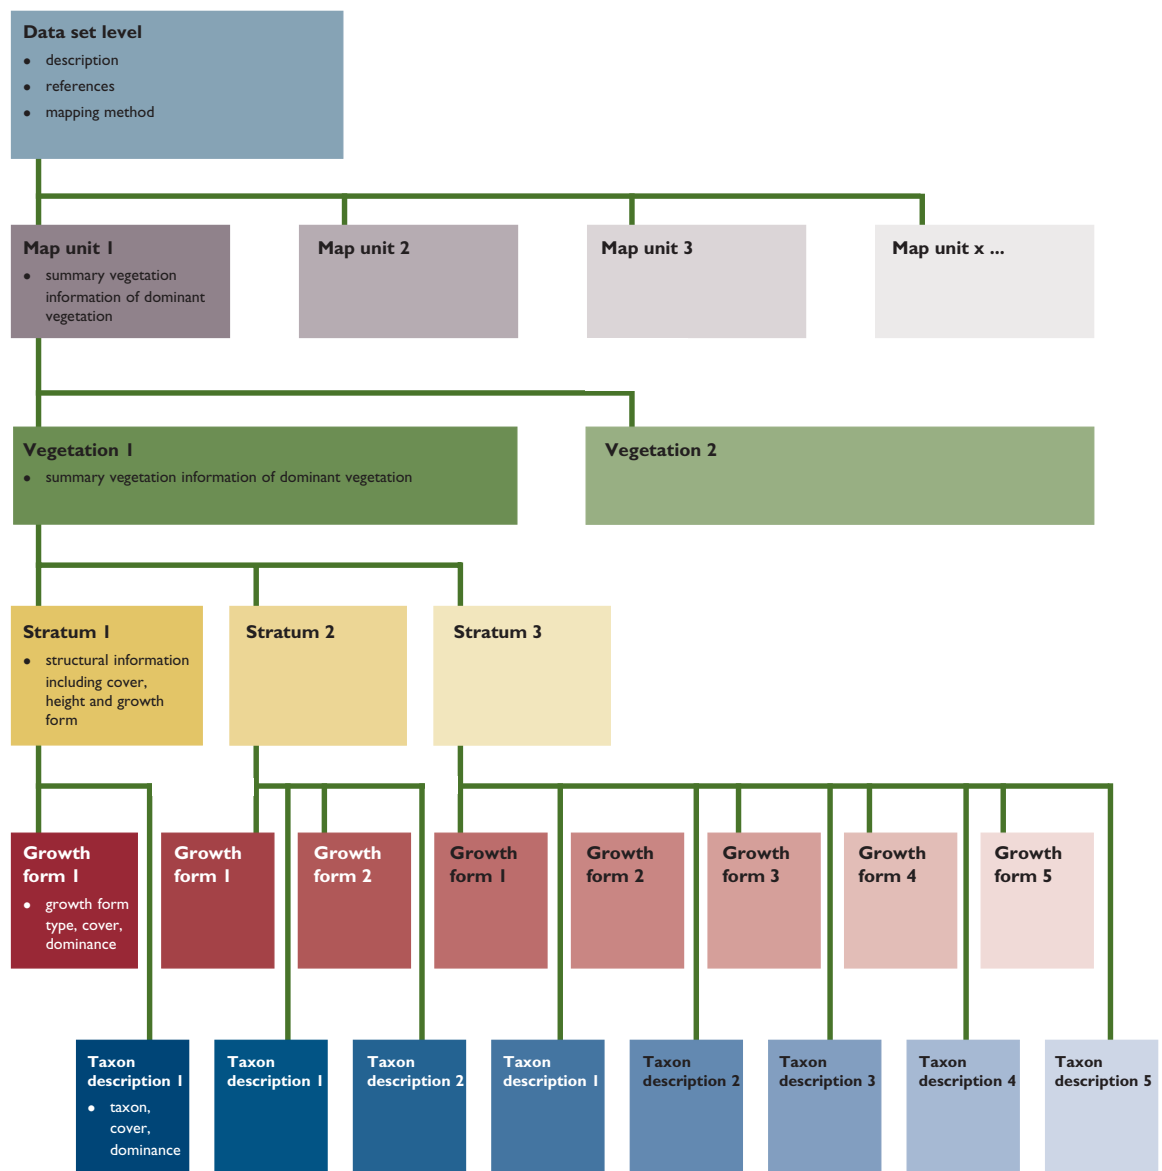 Data set level
• description
• references
• mapping method
Map unit 1
• summary vegetation
information of dominant
vegetation
Map unit 2
Map unit 3
Map unit x ...
Vegetation 1
• summary vegetation information of dominant vegetation
Vegetation 2
Stratum 1
• structural information
including cover,
height and growth
form
Stratum 2
Stratum 3
Growth
form 1
• growth form
type, cover,
dominance
Growth
form 1
Growth
form 2
Growth
form 1
Growth
form 2
Growth
form 3
Growth
form 4
Growth
form 5
Taxon
description 1
• taxon,
cover,
dominance
Taxon
description 1
Taxon
description 2
Taxon
description 1
Taxon
description 2
Taxon
description 3
Taxon
description 4
Taxon
description 5